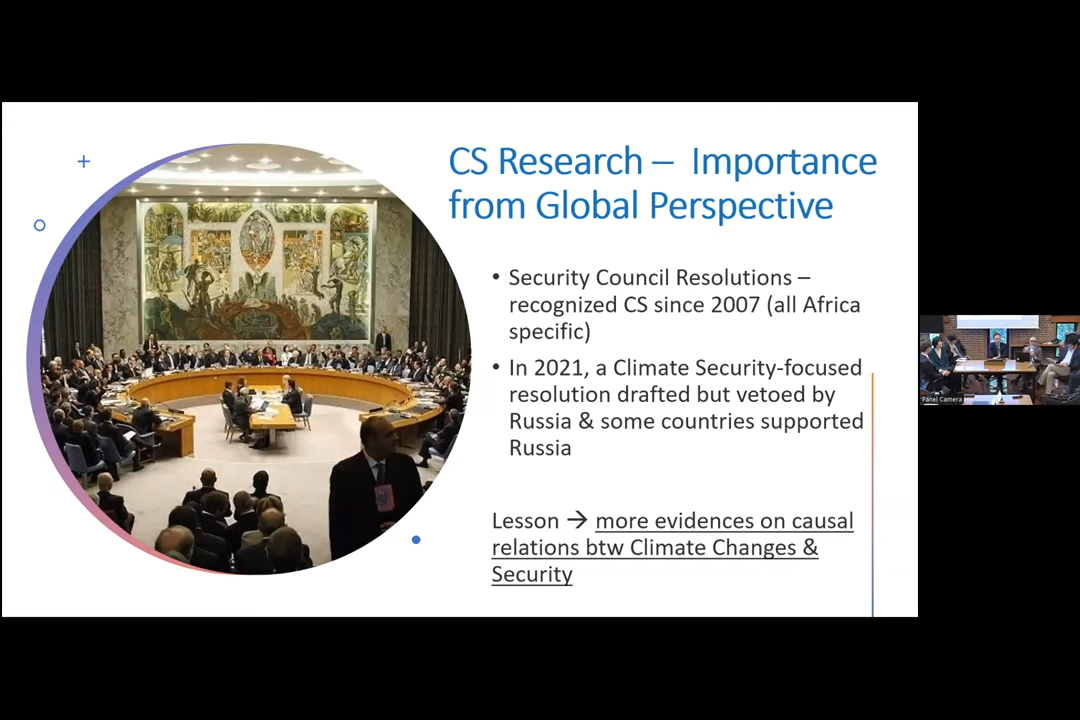 CS Research – Importance
from Global Perspective
• Security Council Resolutions –
recognized CS since 2007 (all Africa
specific)
• In 2021, a Climate Security-focused
resolution drafted but vetoed by
Russia & some countries supported
Russia
Lesson → more evidences on causal
relations btw Climate Changes &
Security
Panel Camera